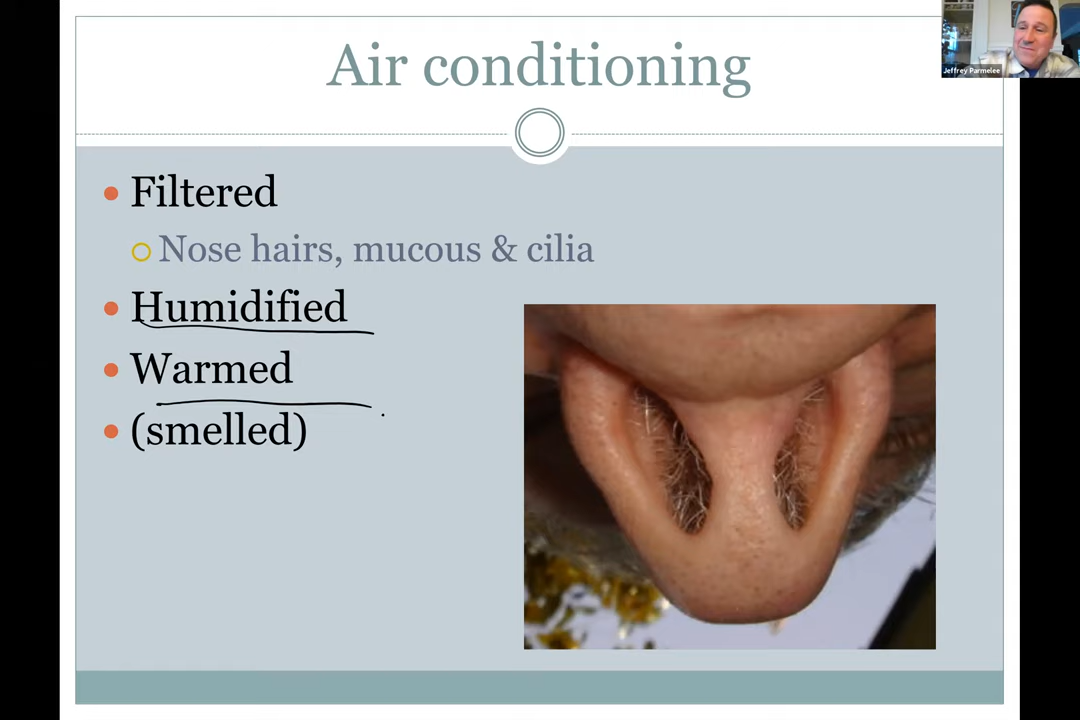 Air conditioning
Jeffrey Parmelee
Filtered
Nose hairs, mucous & cilia
Humidified
Warmed
(smelled)